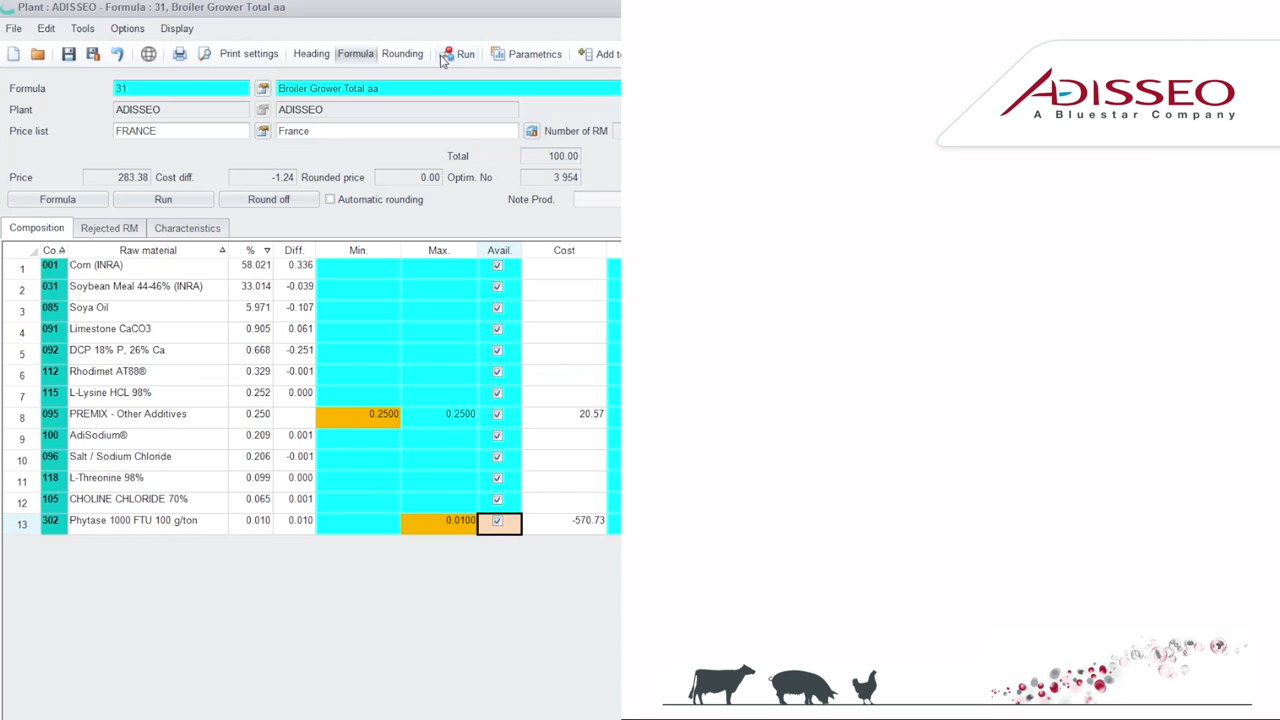 Plant : ADISSEO - Formula : 31, Broiler Grower Total aa
File Edit Tools Options Display
Print settings Heading Formula Rounding Run Parametrics Add to
Formula 31 Broiler Grower Total aa
Plant ADISSEO ADISSEO
Price list FRANCE France Number of RM
Total 100.00
Price 283.38 Cost diff. -1.24 Rounded price 0.00 Optim. No 3 954
Formula Run Round off Automatic rounding Note Prod.
Composition Rejected RM Characteristics
Co. Raw material % Diff. Min. Max. Avail. Cost
1 001 Corn (INRA) 58.021 0.336
2 031 Soybean Meal 44-46% (INRA) 33.014 -0.039
3 085 Soya Oil 5.971 -0.107
4 091 Limestone CaCO3 0.905 0.061
5 092 DCP 18% P, 26% Ca 0.668 -0.251
6 112 Rhodimet AT88® 0.329 -0.001
7 115 L-Lysine HCL 98% 0.252 0.000
8 095 PREMIX - Other Additives 0.250 0.2500 0.2500 20.57
9 100 AdiSodium® 0.209 0.001
10 096 Salt / Sodium Chloride 0.206 -0.001
11 118 L-Threonine 98% 0.099 0.000
12 105 CHOLINE CHLORIDE 70% 0.065 0.001
13 302 Phytase 1000 FTU 100 g/ton 0.010 0.010 0.0100 -570.73
ADISSEO
A Bluestar Company